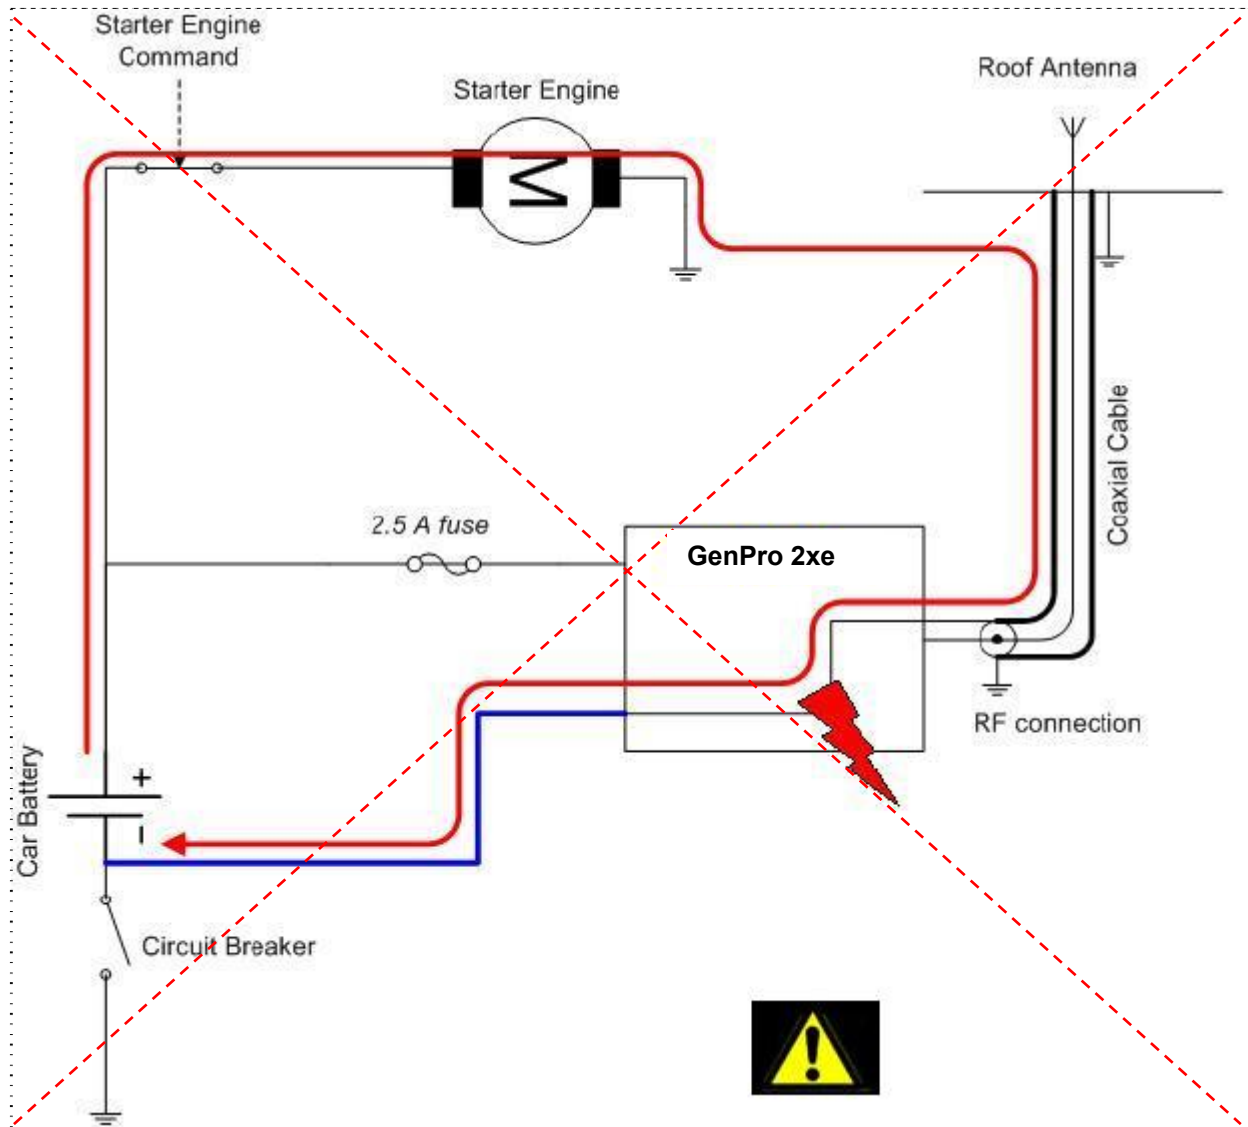 Starter Engine
Command
Starter Engine
Roof Antenna
M
Coaxial Cable
2.5 A fuse
GenPro 2xe
RF connection
Car Battery
+
–
Circuit Breaker
!